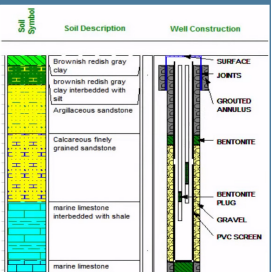 Soil Symbol
Soil Description
Well Construction
Brownish redish gray
clay
brownish redish gray
clay interbedded with
silt
Argillaceous sandstone
Calcareous finely
grained sandstone
marine limestone
interbedded with shale
marine limestone
SURFACE
JOINTS
GROUTED
ANNULUS
BENTONITE
BENTONITE
PLUG
GRAVEL
PVC SCREEN